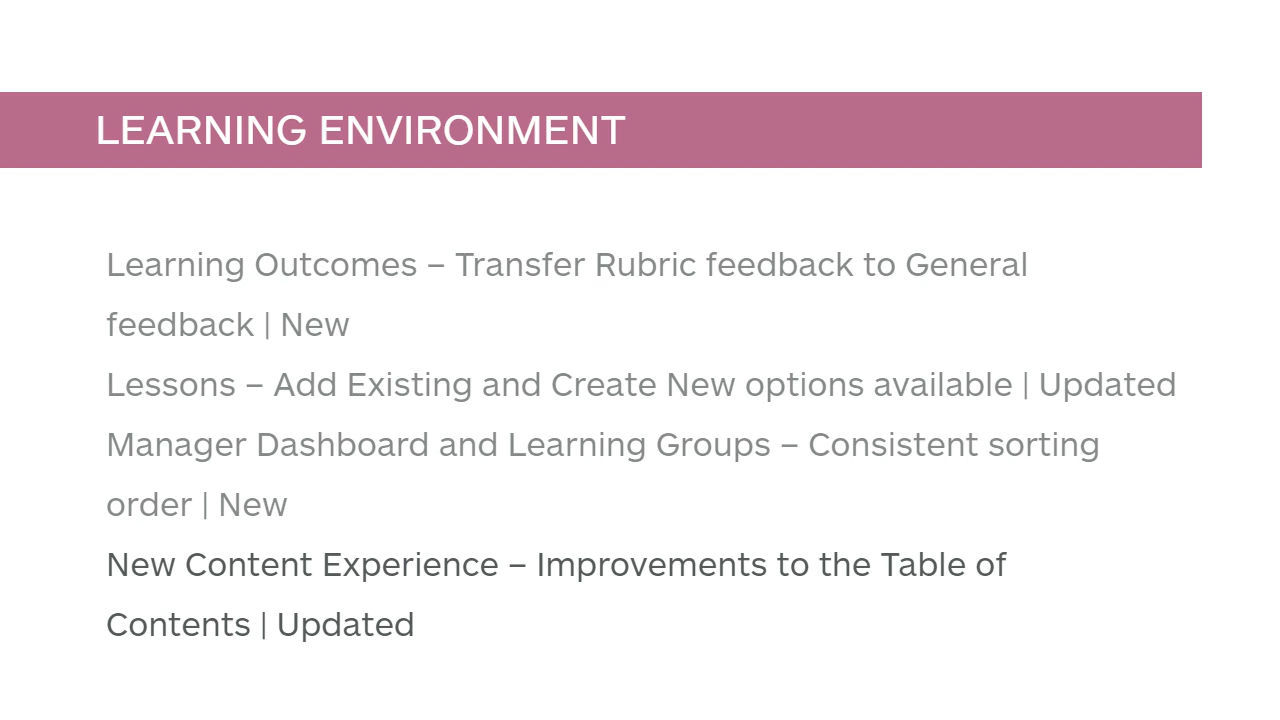 LEARNING ENVIRONMENT
Learning Outcomes – Transfer Rubric feedback to General
feedback | New
Lessons – Add Existing and Create New options available | Updated
Manager Dashboard and Learning Groups – Consistent sorting
order | New
New Content Experience – Improvements to the Table of
Contents | Updated